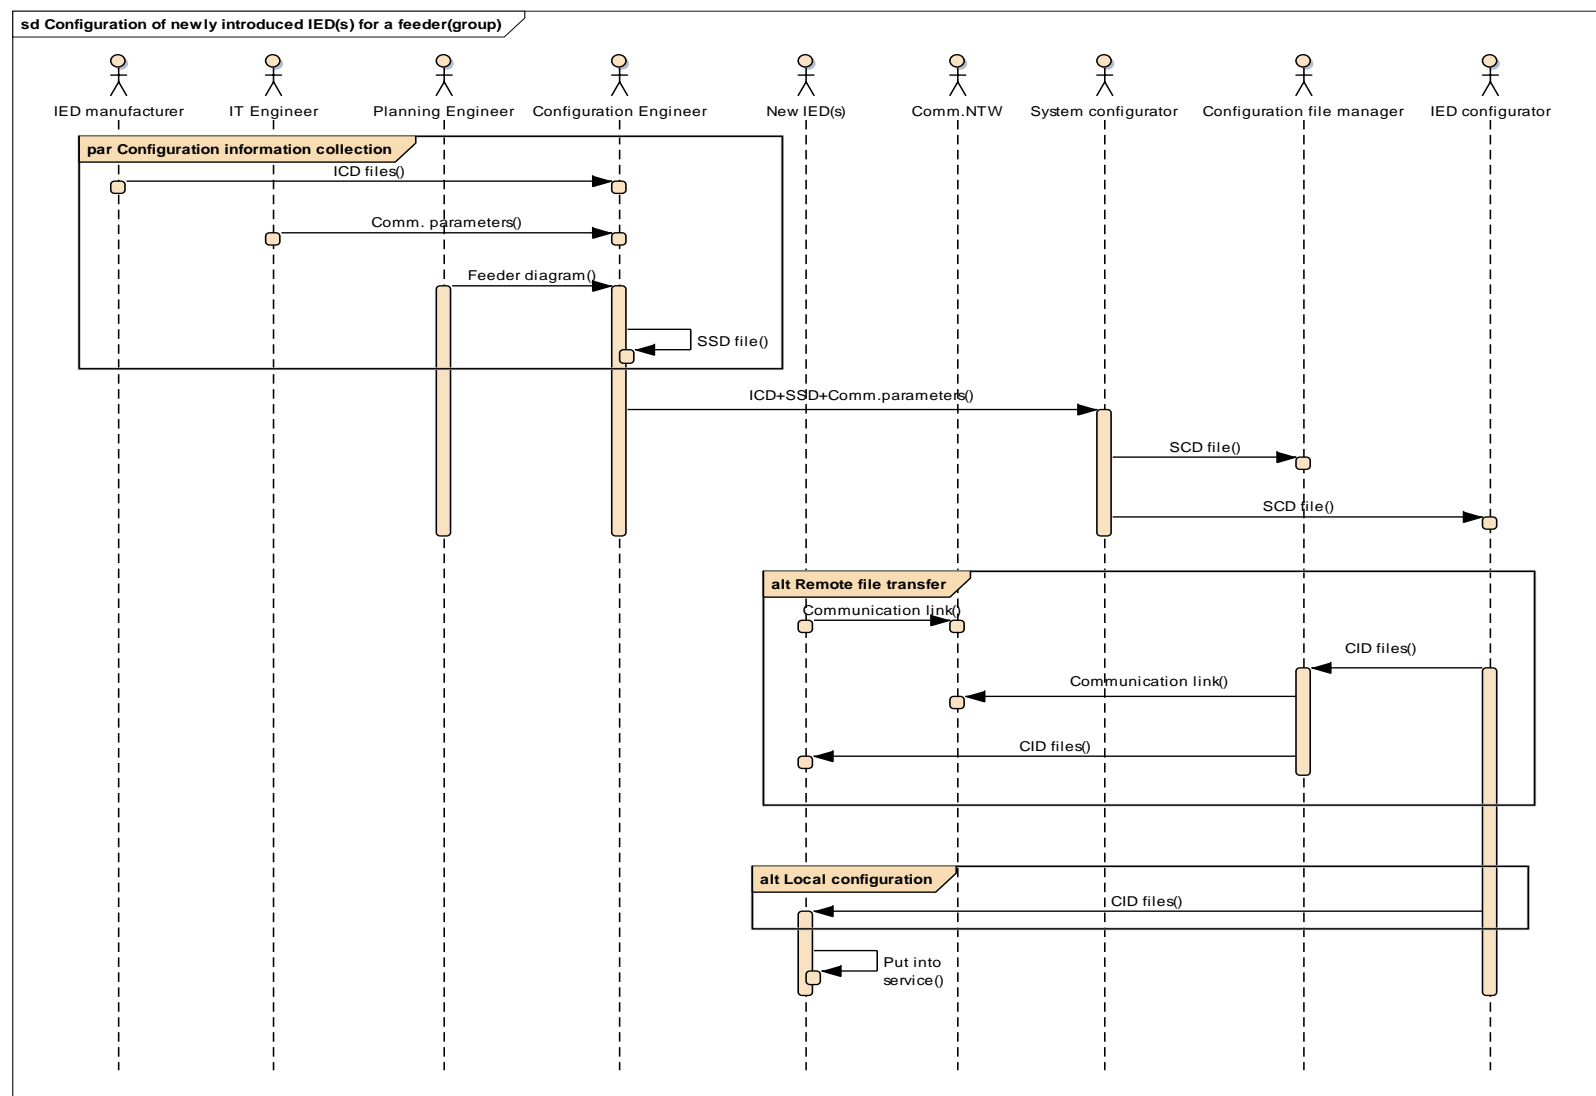 sd Configuration of newly introduced IED(s) for a feeder(group)
IED manufacturer
IT Engineer
Planning Engineer
Configuration Engineer
New IED(s)
Comm.NTW
System configurator
Configuration file manager
IED configurator
par Configuration information collection
ICD files()
Comm. parameters()
Feeder diagram()
SSD file()
ICD+SSD+Comm.parameters()
SCD file()
SCD file()
alt Remote file transfer
Communication link()
CID files()
Communication link()
CID files()
alt Local configuration
CID files()
Put into
service()